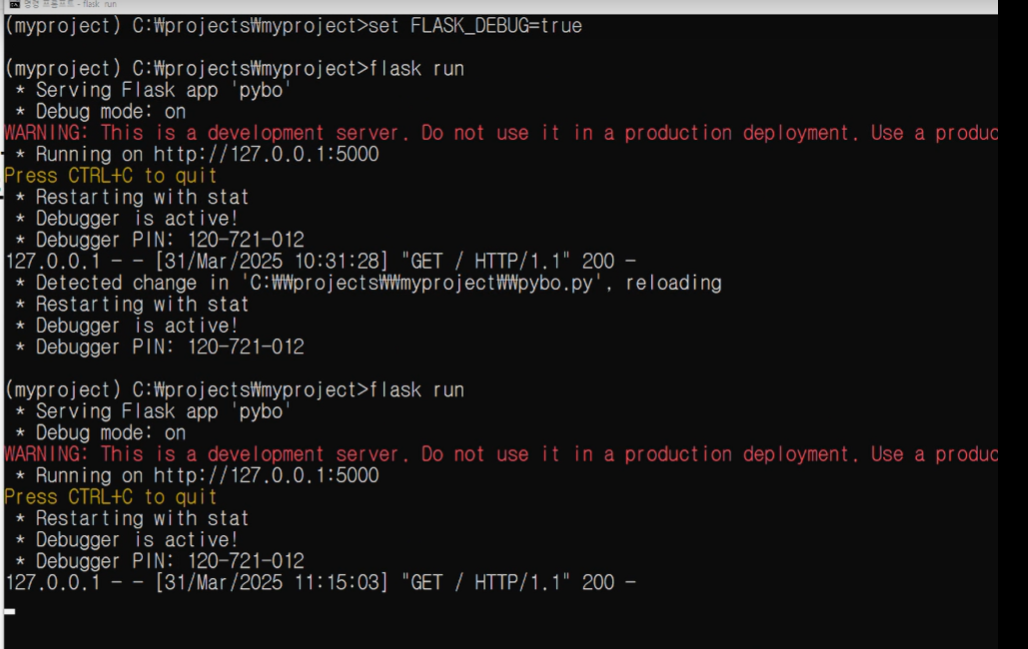 명령 프롬프트 - flask run
(myproject) C:₩projects₩myproject>set FLASK_DEBUG=true
(myproject) C:₩projects₩myproject>flask run
* Serving Flask app 'pybo'
* Debug mode: on
WARNING: This is a development server. Do not use it in a production deployment. Use a produc
* Running on http://127.0.0.1:5000
Press CTRL+C to quit
* Restarting with stat
* Debugger is active!
* Debugger PIN: 120-721-012
127.0.0.1 - - [31/Mar/2025 10:31:28] "GET / HTTP/1.1" 200 -
* Detected change in 'C:₩₩projects₩₩myproject₩₩pybo.py', reloading
* Restarting with stat
* Debugger is active!
* Debugger PIN: 120-721-012
(myproject) C:₩projects₩myproject>flask run
* Serving Flask app 'pybo'
* Debug mode: on
WARNING: This is a development server. Do not use it in a production deployment. Use a produc
* Running on http://127.0.0.1:5000
Press CTRL+C to quit
* Restarting with stat
* Debugger is active!
* Debugger PIN: 120-721-012
127.0.0.1 - - [31/Mar/2025 11:15:03] "GET / HTTP/1.1" 200 -